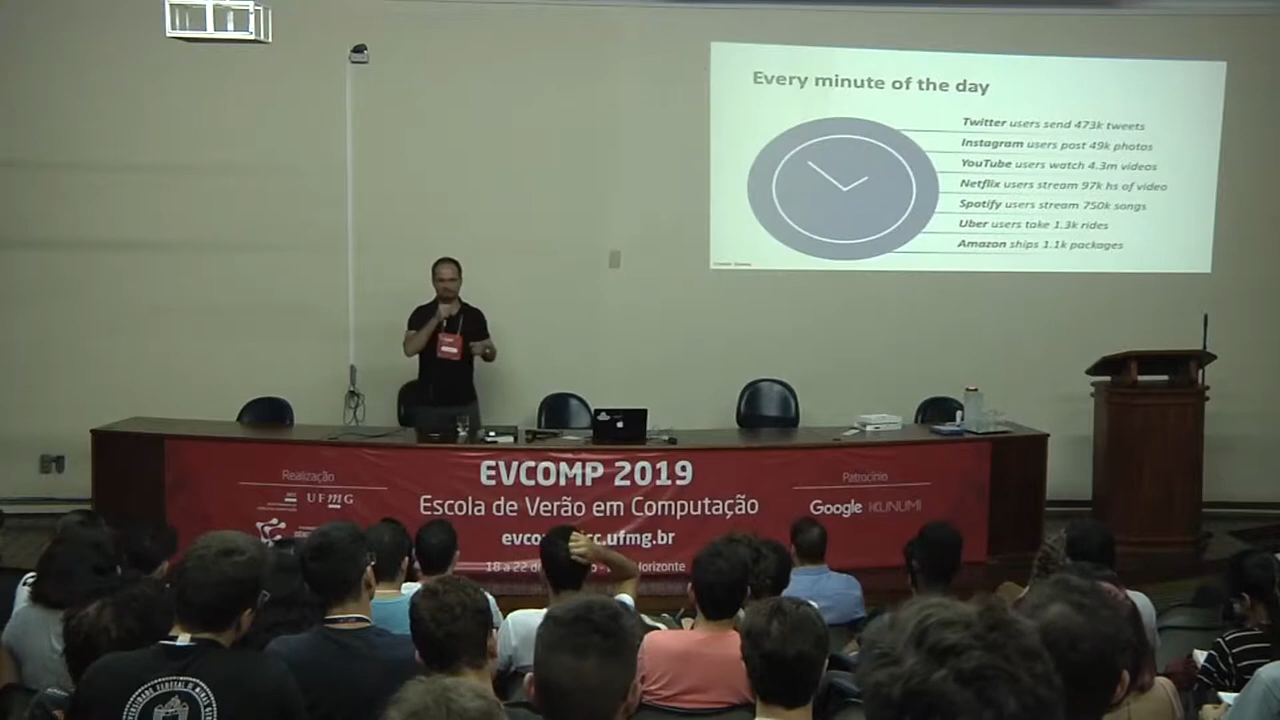 Every minute of the day
Twitter users send 473k tweets
Instagram users post 49k photos
YouTube users watch 4.3m videos
Netflix users stream 97k hs of video
Spotify users stream 750k songs
Uber users take 1.3k rides
Amazon ships 1.1k packages
EVCOMP 2019
Realização
Patrocínio
UFMG
Escola de Verão em Computação
Google KUNUMI
.ufmg.br
18 a 22 d
Horizonte